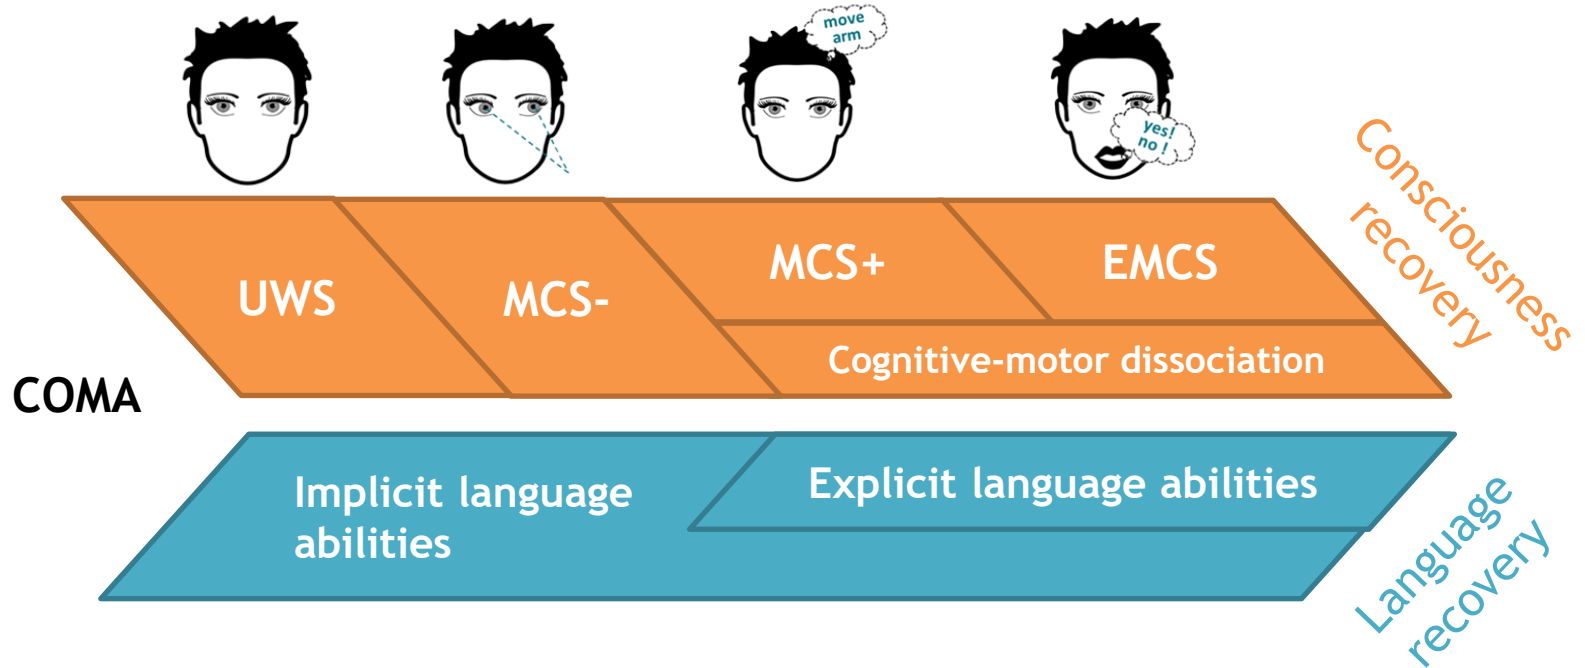 move
arm
yes!
no !
Consciousness
recovery
UWS
MCS-
MCS+
EMCS
Cognitive-motor dissociation
COMA
Implicit language
abilities
Explicit language abilities
Language
recovery